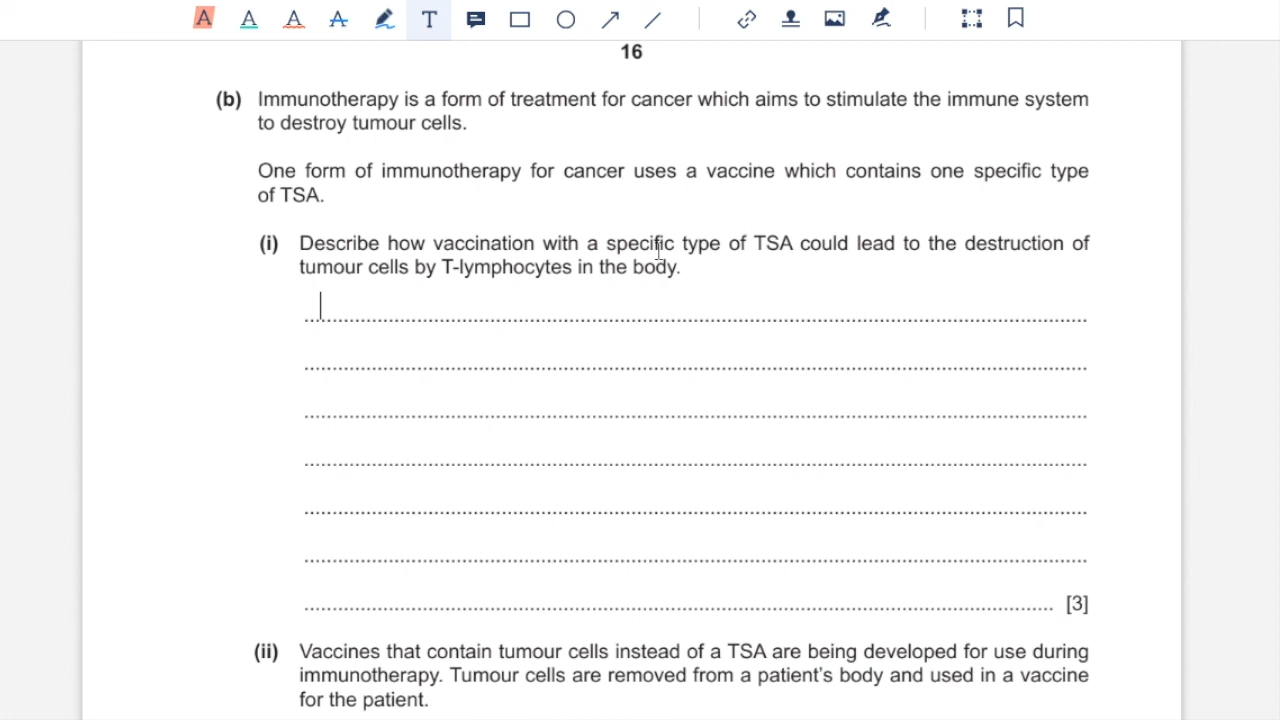 16
(b) Immunotherapy is a form of treatment for cancer which aims to stimulate the immune system
to destroy tumour cells.
One form of immunotherapy for cancer uses a vaccine which contains one specific type
of TSA.
(i) Describe how vaccination with a specific type of TSA could lead to the destruction of
tumour cells by T-lymphocytes in the body.
[3]
(ii) Vaccines that contain tumour cells instead of a TSA are being developed for use during
immunotherapy. Tumour cells are removed from a patient's body and used in a vaccine
for the patient.